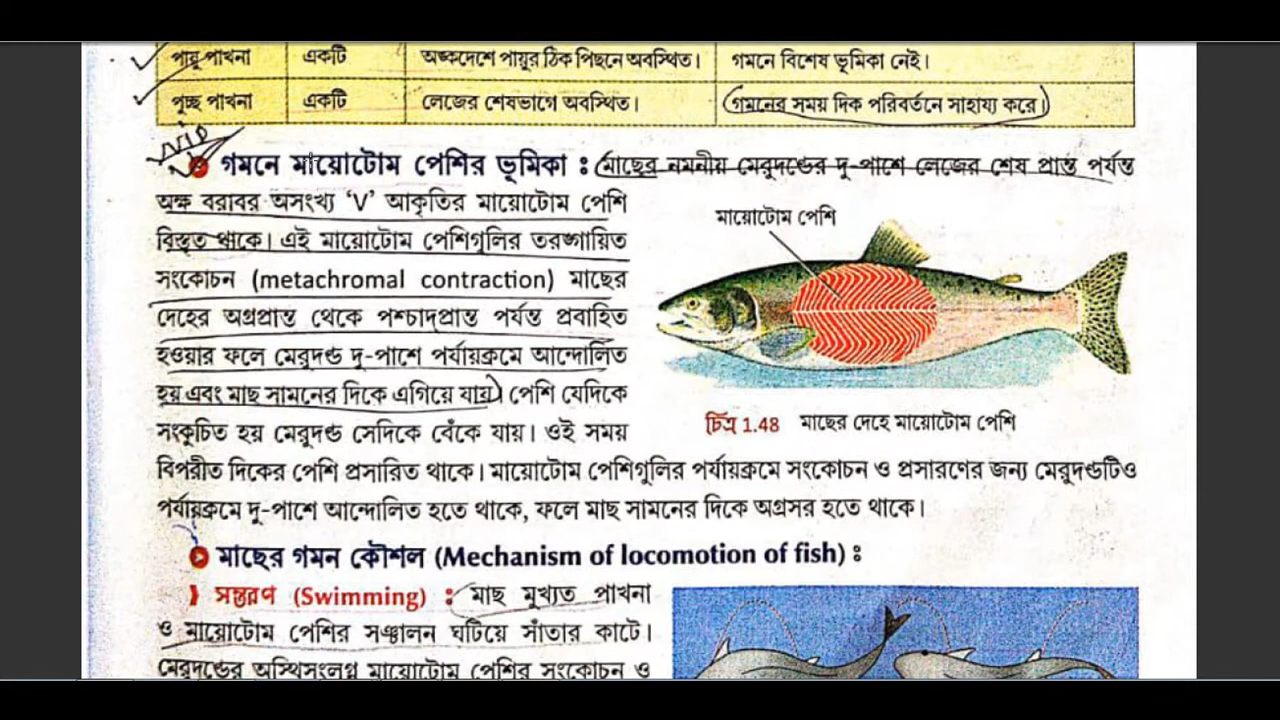 পায়ু পাখনা একটি অঙ্কদেশে পায়ুর ঠিক পিছনে অবস্থিত। গমনে বিশেষ ভূমিকা নেই।
পুচ্ছ পাখনা একটি লেজের শেষভাগে অবস্থিত। গমনের সময় দিক পরিবর্তনে সাহায্য করে।
গমনে মায়োটোম পেশির ভূমিকা : মাছের নমনীয় মেরুদণ্ডের দু-পাশে লেজের শেষ প্রান্ত পর্যন্ত
অক্ষ বরাবর অসংখ্য 'V' আকৃতির মায়োটোম পেশি
বিস্তৃত থাকে। এই মায়োটোম পেশিগুলির তরঙ্গায়িত
সংকোচন (metachromal contraction) মাছের
দেহের অগ্রপ্রান্ত থেকে পশ্চাদ্‌প্রান্ত পর্যন্ত প্রবাহিত
হওয়ার ফলে মেরুদণ্ড দু-পাশে পর্যায়ক্রমে আন্দোলিত
হয় এবং মাছ সামনের দিকে এগিয়ে যায়। পেশি যেদিকে
সংকুচিত হয় মেরুদণ্ড সেদিকে বেঁকে যায়। ওই সময়
মায়োটোম পেশি
চিত্র 1.48 মাছের দেহে মায়োটোম পেশি
বিপরীত দিকের পেশি প্রসারিত থাকে। মায়োটোম পেশিগুলির পর্যায়ক্রমে সংকোচন ও প্রসারণের জন্য মেরুদণ্ডটিও
পর্যায়ক্রমে দু-পাশে আন্দোলিত হতে থাকে, ফলে মাছ সামনের দিকে অগ্রসর হতে থাকে।
মাছের গমন কৌশল (Mechanism of locomotion of fish) :
সন্তরণ (Swimming) : মাছ মুখ্যত পাখনা
ও মায়োটোম পেশির সঞ্চালন ঘটিয়ে সাঁতার কাটে।
মেরুদণ্ডের অস্থিসংলগ্ন মায়োটোম পেশির সংকোচন ও